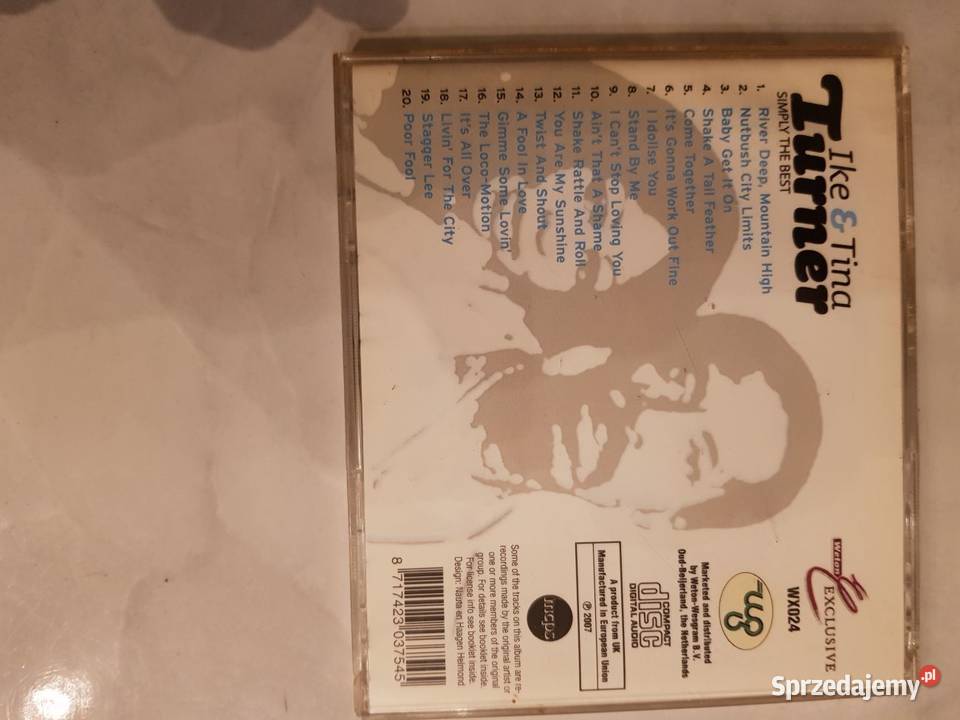 Ike & Tina
Turner
SIMPLY THE BEST
1. River Deep, Mountain High
2. Nutbush City Limits
3. Baby Get It On
4. Shake A Tail Feather
5. Come Together
6. It's Gonna Work Out Fine
7. I Idolise You
8. Stand By Me
9. I Can't Stop Loving You
10. Ain't That A Shame
11. Shake Rattle And Roll
12. You Are My Sunshine
13. Twist And Shout
14. A Fool In Love
15. Gimme Some Lovin'
16. The Loco-Motion
17. It's All Over
18. Livin' For The City
19. Stagger Lee
20. Poor Fool
Weton
EXCLUSIVE
WX024
Marketed and distributed
by Weton-Wesgram B.V.
Oud-Beijerland, the Netherlands
COMPACT
disc
DIGITAL AUDIO
A product from UK
Manufactured in European Union
℗ 2007
mcps
Some of the tracks on this album are re-
recordings made by the original artist or
one or more members of the original
group. For details see booklet inside.
For license info see booklet inside.
Design: Nauta en Haagen Helmond
8 717423 037545
Sprzedajemy.pl